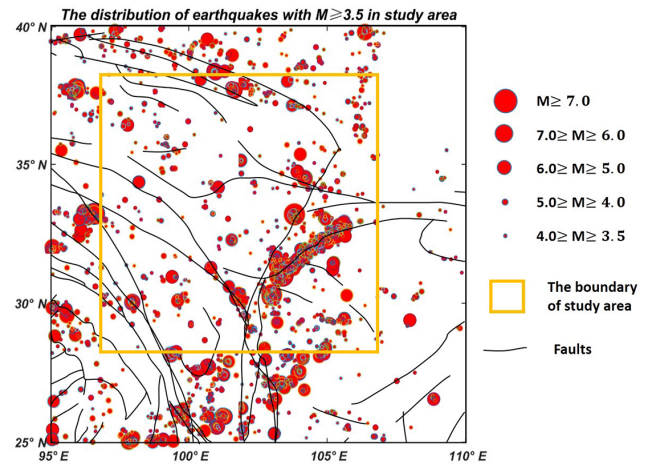 The distribution of earthquakes with M⩾3.5 in study area
40° N
35° N
30° N
25° N
95° E
100° E
105° E
110° E
M≥ 7.0
7.0≥ M≥ 6.0
6.0≥ M≥ 5.0
5.0≥ M≥ 4.0
4.0≥ M≥ 3.5
The boundary
of study area
Faults